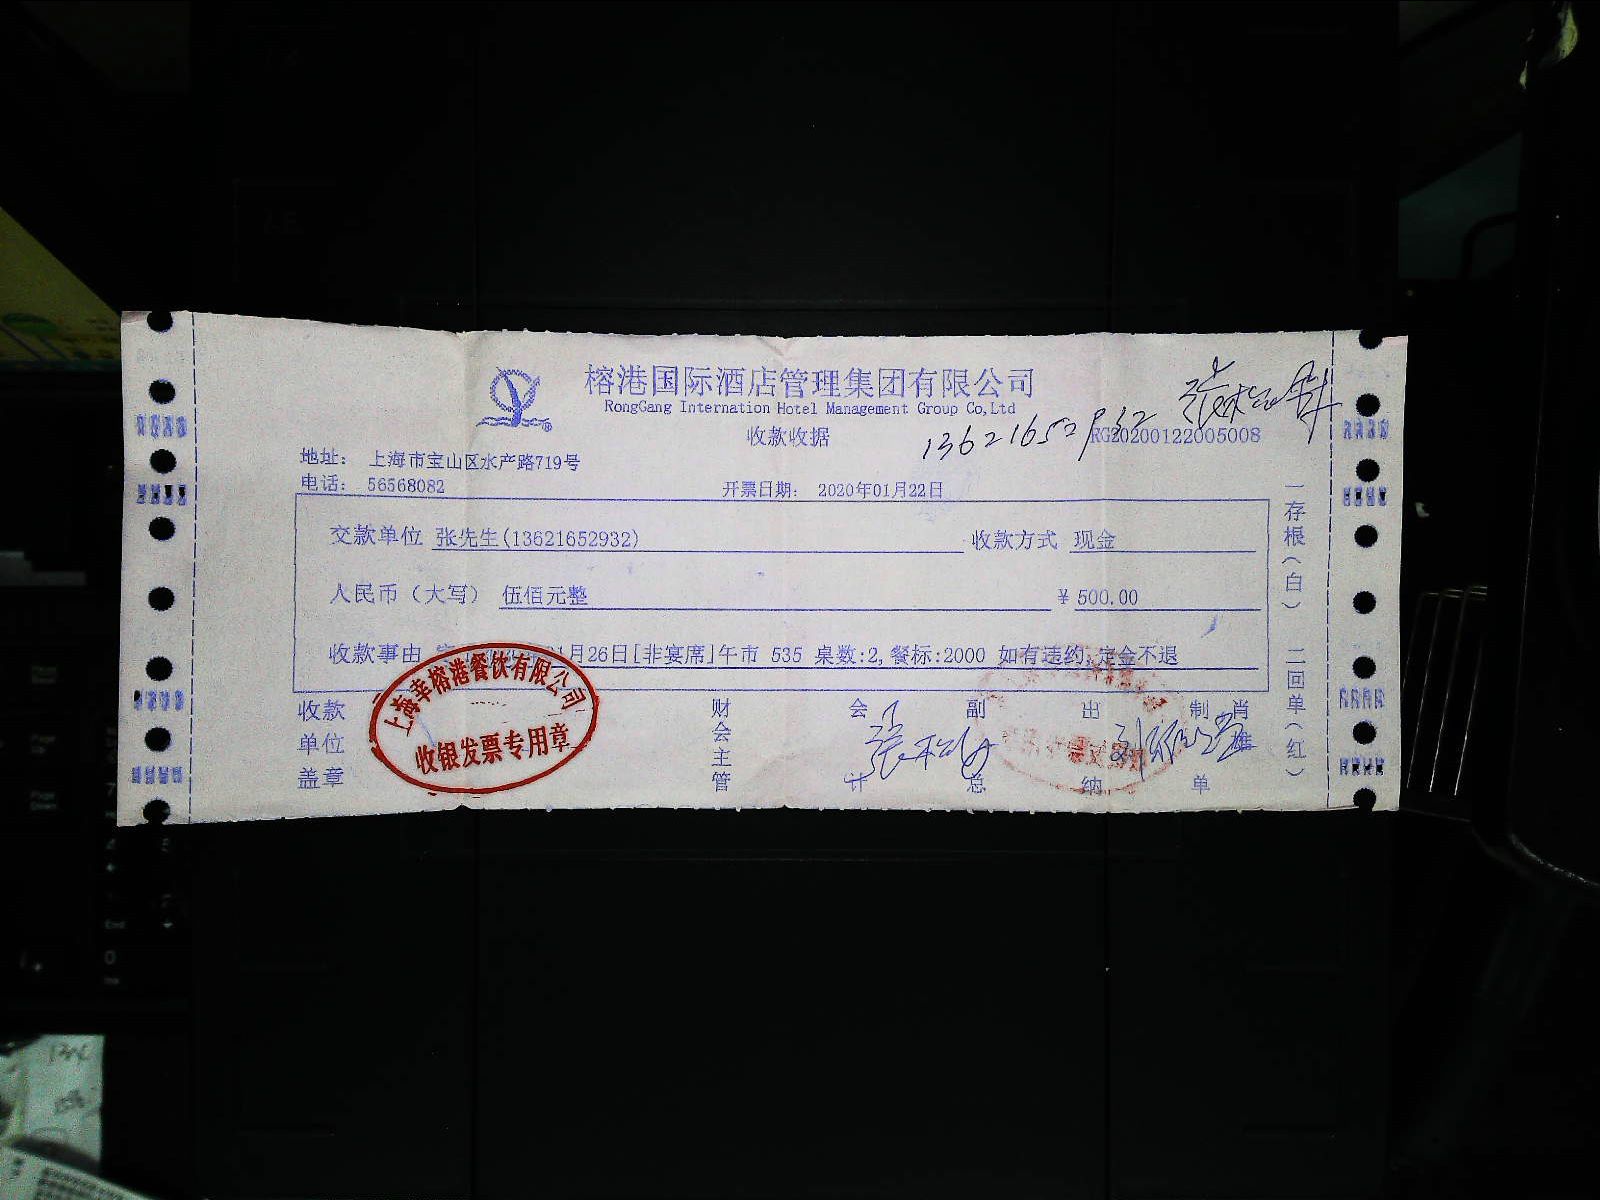 榕港国际酒店管理集团有限公司
RongGang Internation Hotel Management Group Co,Ltd
收款收据
13621652932
RG20200122005008
地址： 上海市宝山区水产路719号
电话： 56568082
开票日期： 2020年01月22日
交款单位 张先生(13621652932) 收款方式 现金
人民币（大写） 伍佰元整 ¥ 500.00
收款事由 月26日[非宴席]午市 535 桌数:2,餐标:2000 如有违约,定金不退
一存根（白） 二回单（红）
收款单位盖章
上海幸榕港餐饮有限公司
收银发票专用章
财会主管
会计
副总
出纳
制单